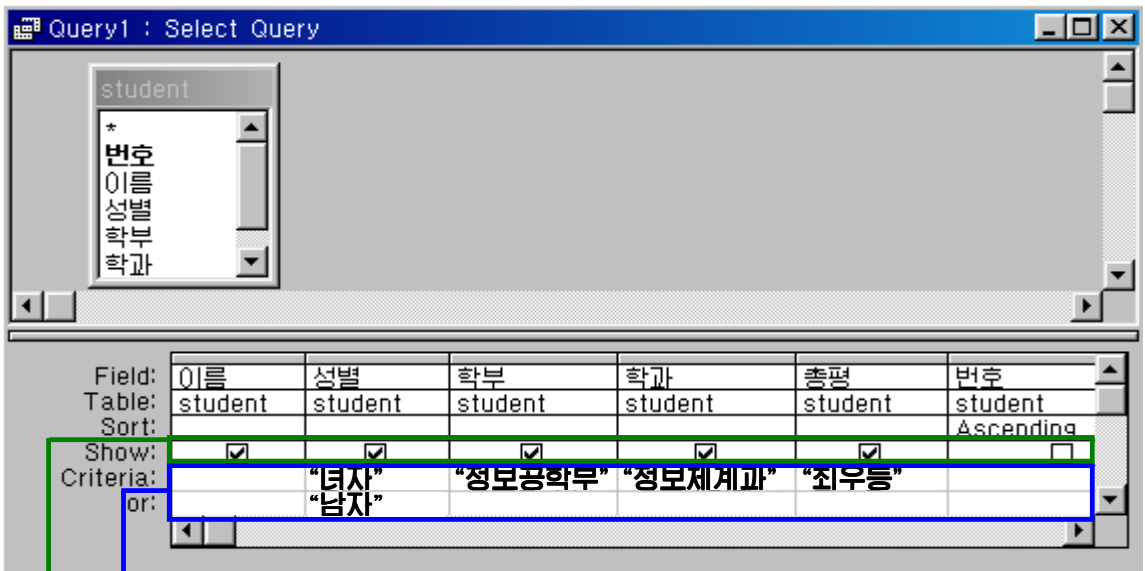 Query1 : Select Query
student
*
번호
이름
성별
학부
학과
Field: 이름 성별 학부 학과 총평 번호
Table: student student student student student student
Sort: Ascending
Show:
Criteria: “녀자” “정보공학부” “정보체계과” “최우등”
or: “남자”